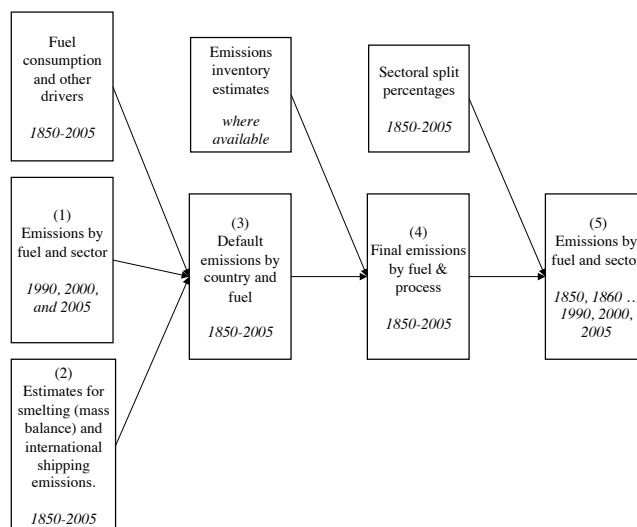 Fuel
consumption
and other
drivers
1850-2005
Emissions
inventory
estimates
where
available
Sectoral split
percentages
1850-2005
(1)
Emissions by
fuel and sector
1990, 2000,
and 2005
(3)
Default
emissions by
country and
fuel
1850-2005
(4)
Final emissions
by fuel &
process
1850-2005
(5)
Emissions by
fuel and sector
1850, 1860 …
1990, 2000,
2005
(2)
Estimates for
smelting (mass
balance) and
international
shipping
emissions.
1850-2005